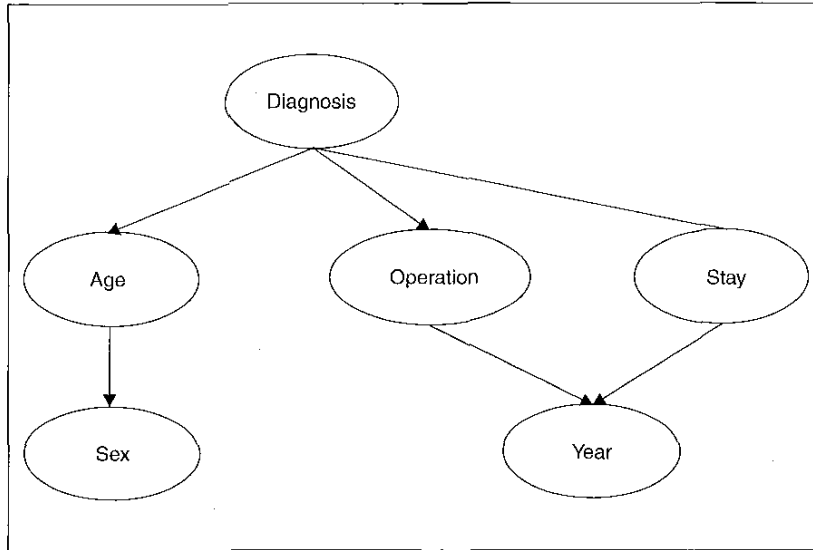 Diagnosis
Age
Operation
Stay
Sex
Year